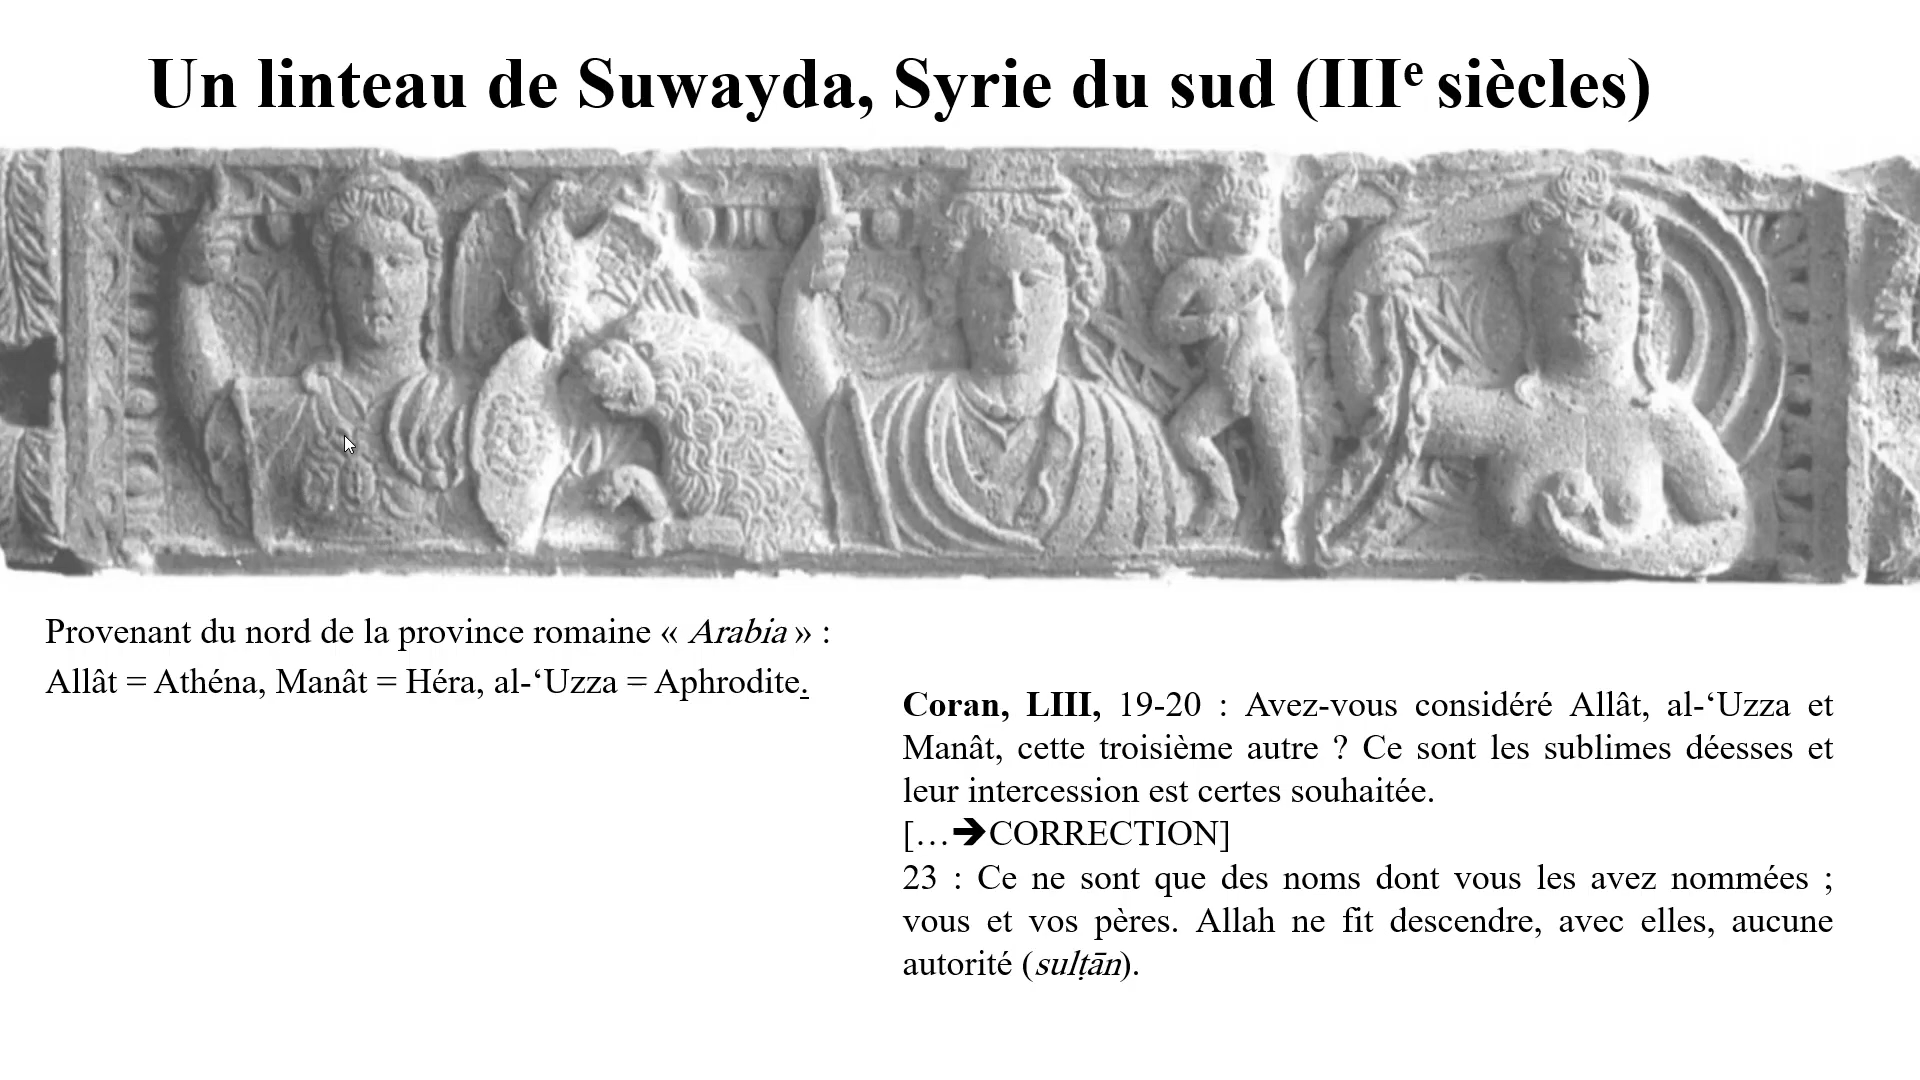 Un linteau de Suwayda, Syrie du sud (IIIe siècles)
Provenant du nord de la province romaine « Arabia » :
Allât = Athéna, Manât = Héra, al-‘Uzza = Aphrodite.
Coran, LIII, 19-20 : Avez-vous considéré Allât, al-‘Uzza et
Manât, cette troisième autre ? Ce sont les sublimes déesses et
leur intercession est certes souhaitée.
[…➔CORRECTION]
23 : Ce ne sont que des noms dont vous les avez nommées ;
vous et vos pères. Allah ne fit descendre, avec elles, aucune
autorité (sulṭān).